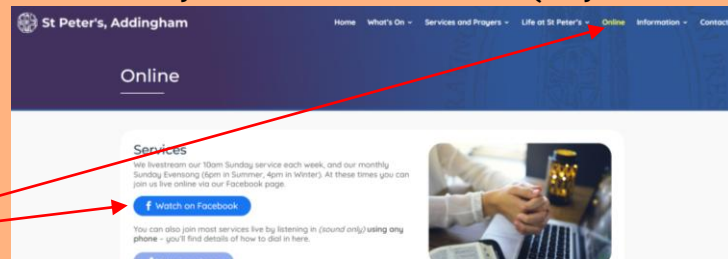 St Peter's, Addingham
Home What's On Services and Prayers Life at St Peter's Online Information Contact
Online
Services
We livestream our 10am Sunday service each week, and our monthly
Sunday Evensong (6pm in Summer, 4pm in Winter). At these times you can
join us live online via our Facebook page.
f Watch on Facebook
You can also join most services live by listening in (sound only) using any
phone – you'll find details of how to dial in here.